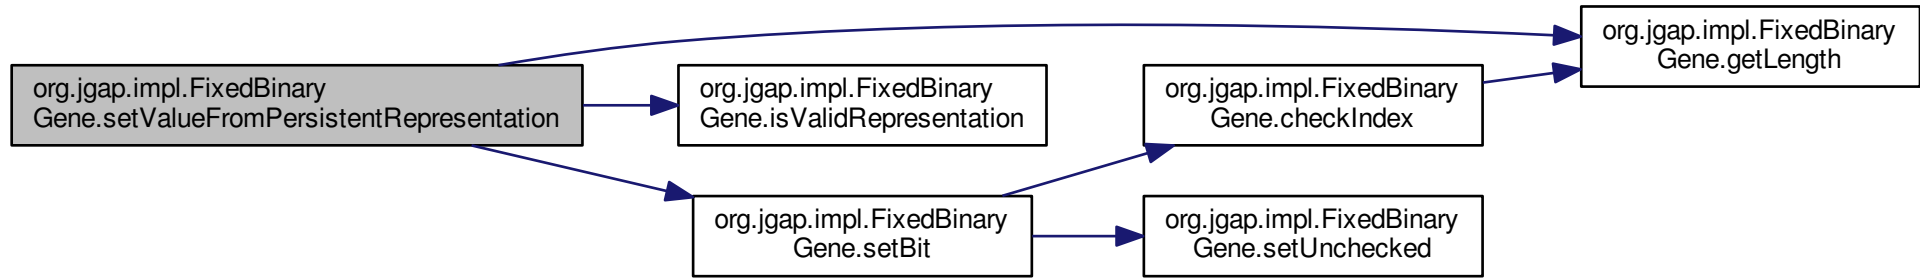 org.jgap.impl.FixedBinary
Gene.setValueFromPersistentRepresentation
org.jgap.impl.FixedBinary
Gene.isValidRepresentation
org.jgap.impl.FixedBinary
Gene.setBit
org.jgap.impl.FixedBinary
Gene.checkIndex
org.jgap.impl.FixedBinary
Gene.setUnchecked
org.jgap.impl.FixedBinary
Gene.getLength